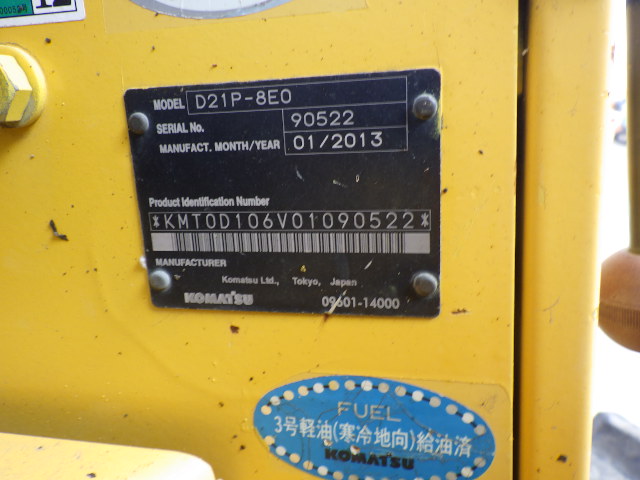 12
MODEL D21P-8E0
SERIAL No. 90522
MANUFACT. MONTH/YEAR 01/2013
Product Identification Number
*KMT0D106V01090522*
MANUFACTURER
Komatsu Ltd., Tokyo, Japan
KOMATSU 09601-14000
FUEL
3号軽油(寒冷地向)給油済
KOMATSU